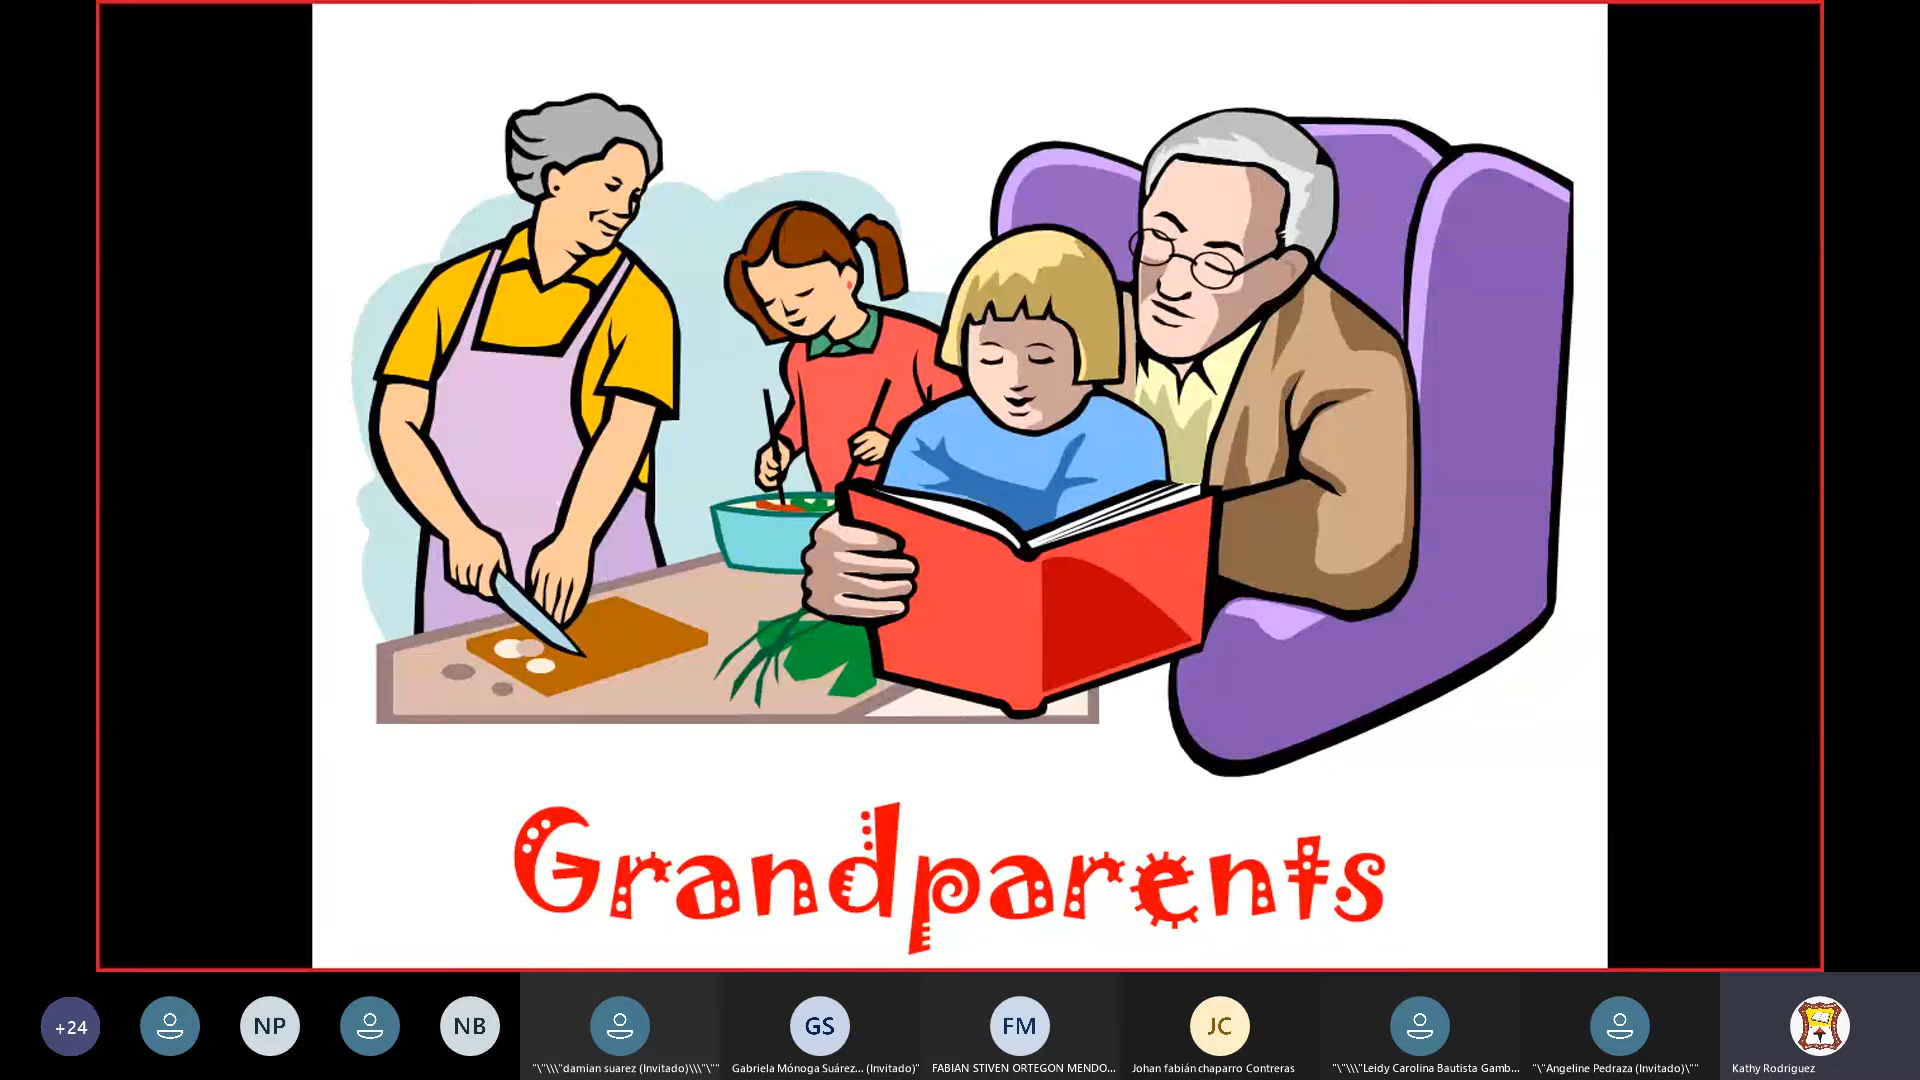 Grandparents
+24
NP
NB
GS
FM
JC
"\"\\\"damian suarez (Invitado)\\\"\""
Gabriela Mónoga Suárez... (Invitado)"
FABIAN STIVEN ORTEGON MENDO...
Johan fabián chaparro Contreras
"\"\\\"Leidy Carolina Bautista Gamb...
"\"Angeline Pedraza (Invitado)\""
Kathy Rodriguez